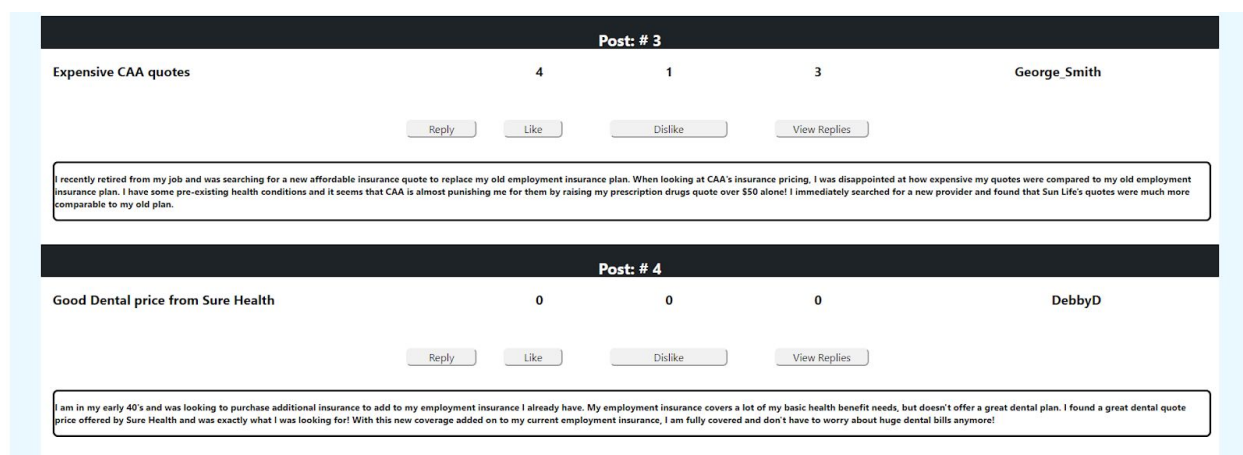 Post: # 3
Expensive CAA quotes 4 1 3 George_Smith
Reply Like Dislike View Replies
I recently retired from my job and was searching for a new affordable insurance quote to replace my old employment insurance plan. When looking at CAA's insurance pricing, I was disappointed at how expensive my quotes were compared to my old employment
insurance plan. I have some pre-existing health conditions and it seems that CAA is almost punishing me for them by raising my prescription drugs quote over $50 alone! I immediately searched for a new provider and found that Sun Life's quotes were much more
comparable to my old plan.
Post: # 4
Good Dental price from Sure Health 0 0 0 DebbyD
Reply Like Dislike View Replies
I am in my early 40's and was looking to purchase additional insurance to add to my employment insurance I already have. My employment insurance covers a lot of my basic health benefit needs, but doesn't offer a great dental plan. I found a great dental quote
price offered by Sure Health and was exactly what I was looking for! With this new coverage added on to my current employment insurance, I am fully covered and don't have to worry about huge dental bills anymore!